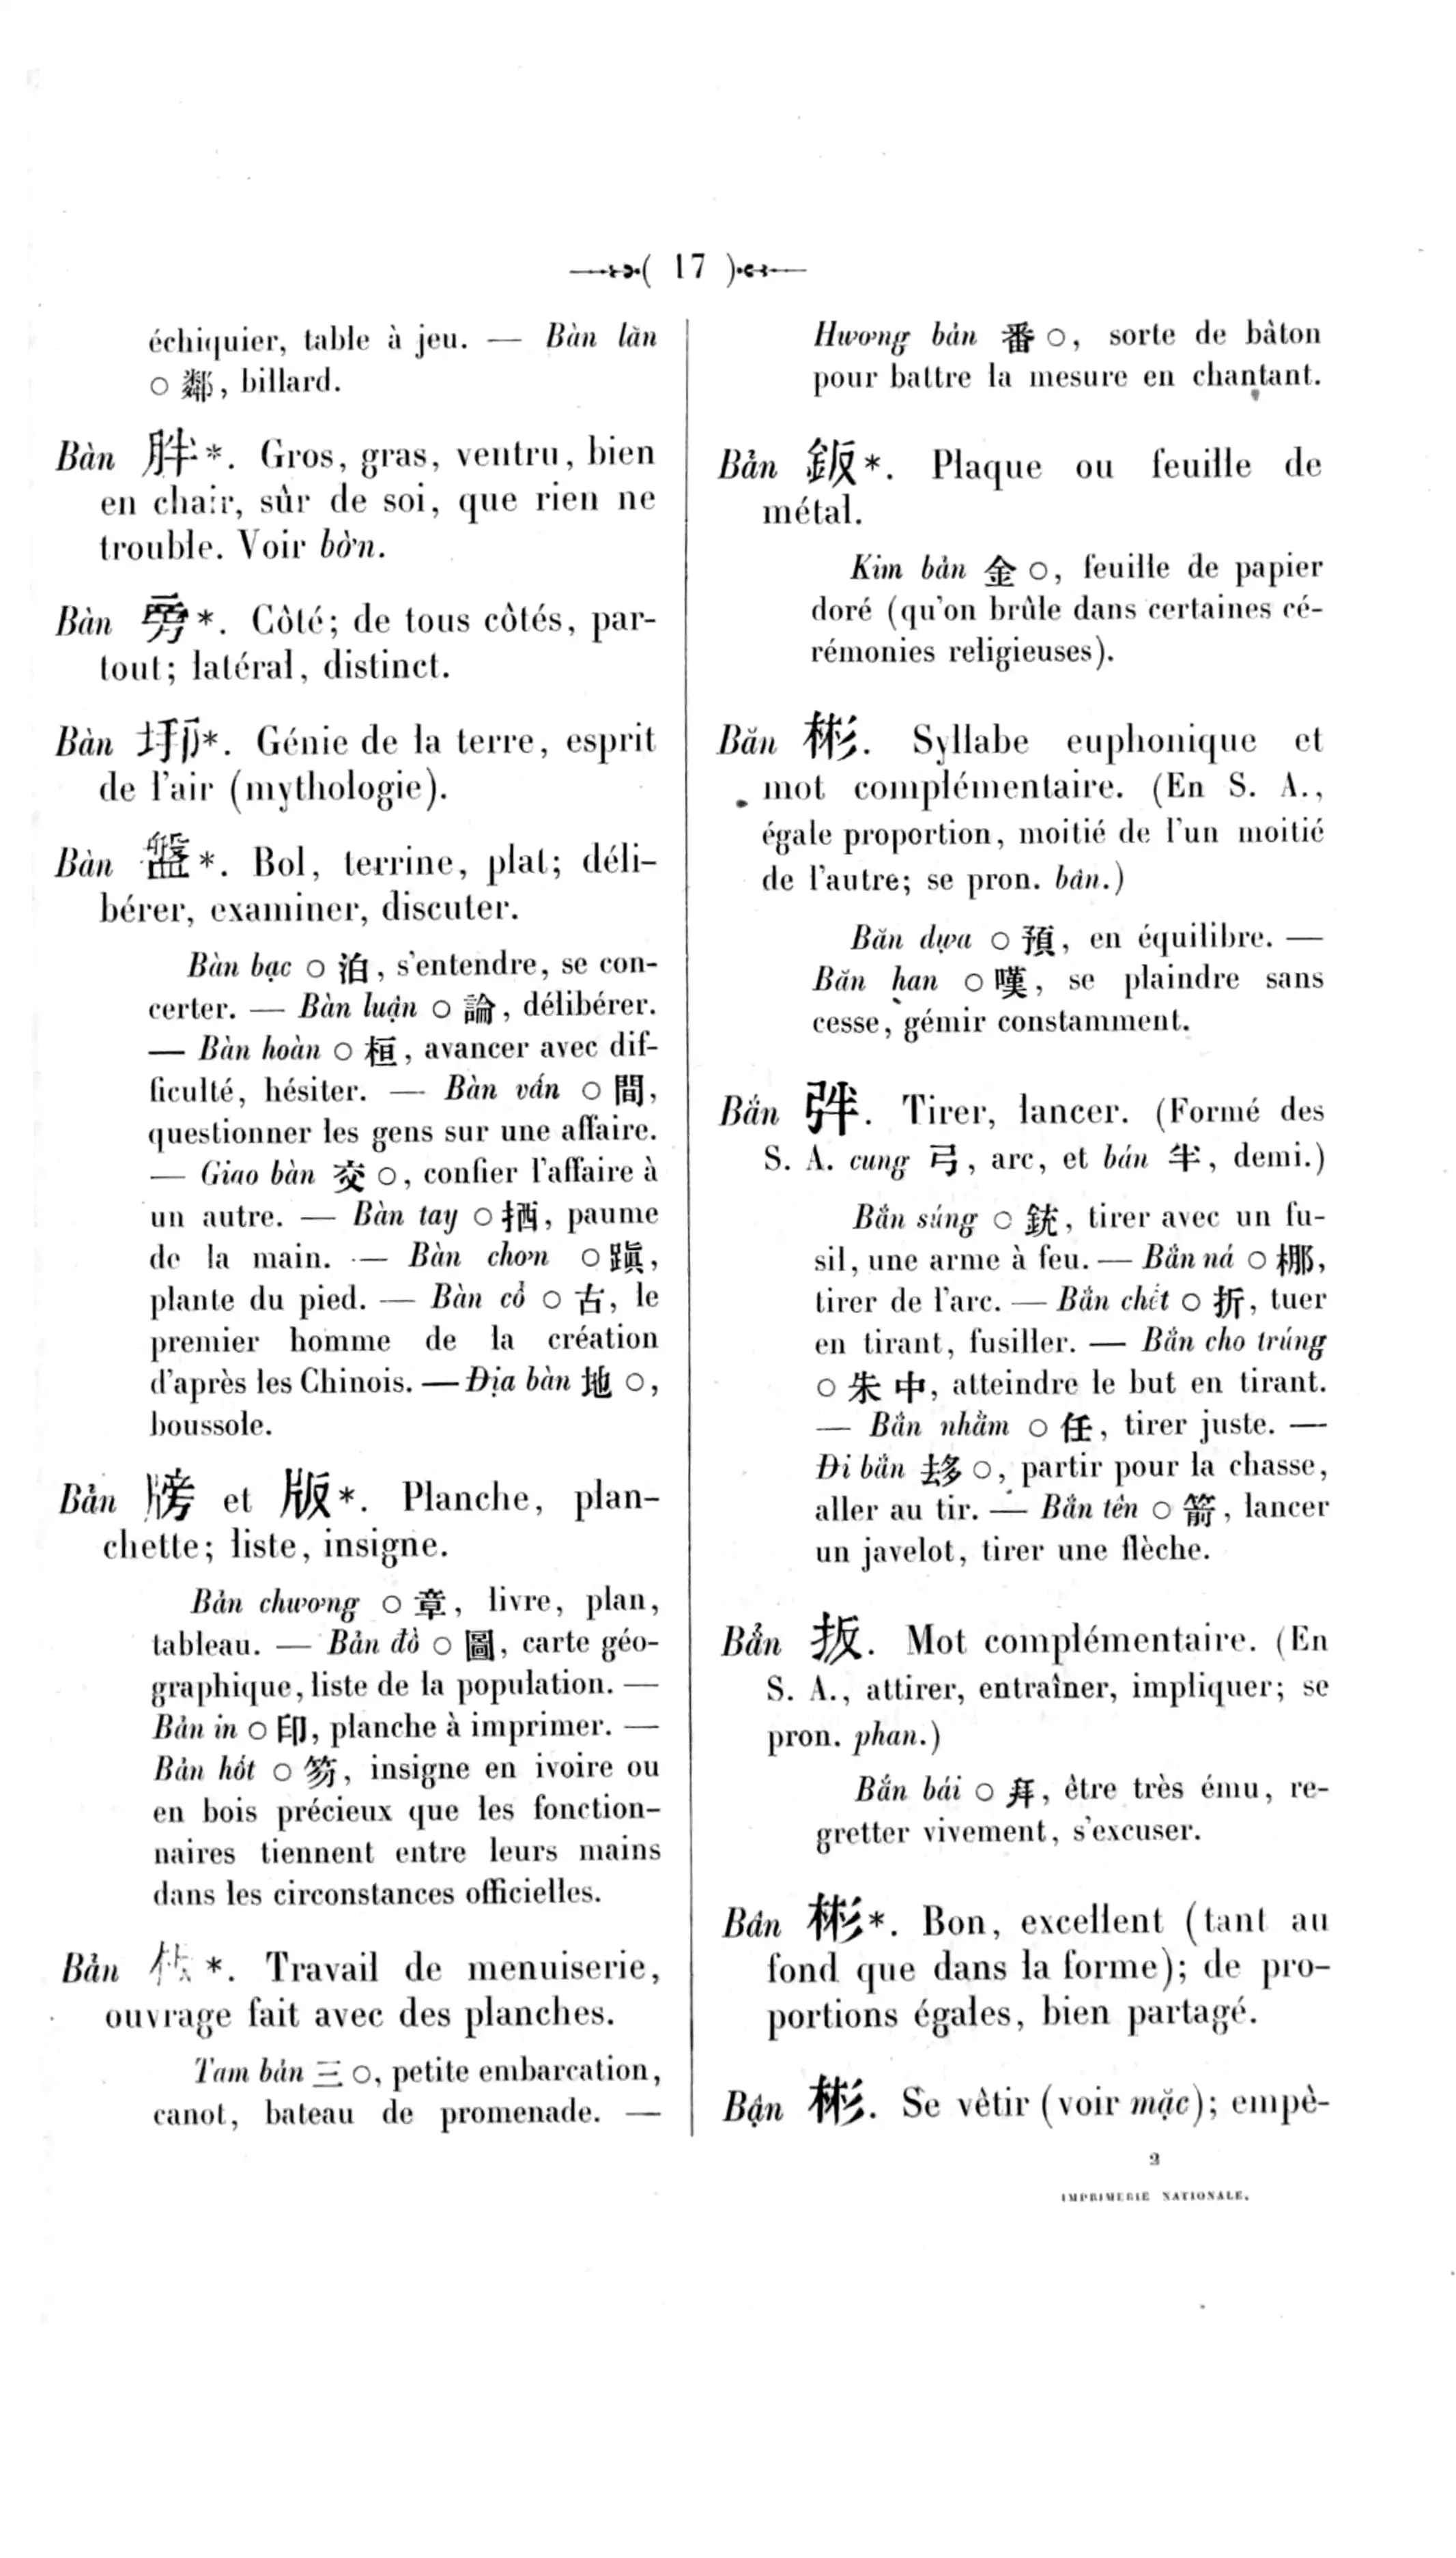 ( 17 )
échiquier, table à jeu. — Bàn lăn
○ 鄰, billard.
Bàn 胖*. Gros, gras, ventru, bien
en chair, sûr de soi, que rien ne
trouble. Voir bờn.
Bàn 旁*. Côté; de tous côtés, par-
tout; latéral, distinct.
Bàn *. Génie de la terre, esprit
de l'air (mythologie).
Bàn 盤*. Bol, terrine, plat; déli-
bérer, examiner, discuter.
Bàn bạc ○ 泊, s'entendre, se con-
certer. — Bàn luận ○ 論, délibérer.
— Bàn hoàn ○ 桓, avancer avec dif-
ficulté, hésiter. — Bàn vấn ○ 間,
questionner les gens sur une affaire.
— Giao bàn 交 ○, confier l'affaire à
un autre. — Bàn tay ○ 拪, paume
de la main. — Bàn chơn ○ 蹎,
plante du pied. — Bàn cổ ○ 古, le
premier homme de la création
d'après les Chinois. — Địa bàn 地 ○,
boussole.
Bản 牓 et 版*. Planche, plan-
chette; liste, insigne.
Bản chương ○ 章, livre, plan,
tableau. — Bản đồ ○ 圖, carte géo-
graphique, liste de la population. —
Bản in ○ 印, planche à imprimer. —
Bản hốt ○ 笏, insigne en ivoire ou
en bois précieux que les fonction-
naires tiennent entre leurs mains
dans les circonstances officielles.
Bản *. Travail de menuiserie,
ouvrage fait avec des planches.
Tam bản 三 ○, petite embarcation,
canot, bateau de promenade. —
Hương bản 番 ○, sorte de bâton
pour battre la mesure en chantant.
Bản 鈑*. Plaque ou feuille de
métal.
Kim bản 金 ○, feuille de papier
doré (qu'on brûle dans certaines cé-
rémonies religieuses).
Băn 彬. Syllabe euphonique et
mot complémentaire. (En S. A.,
égale proportion, moitié de l'un moitié
de l'autre; se pron. bân.)
Băn dựa ○ 預, en équilibre. —
Băn han ○ 嘆, se plaindre sans
cesse, gémir constamment.
Bắn 弝. Tirer, lancer. (Formé des
S. A. cung 弓, arc, et bán 半, demi.)
Bắn súng ○ 銃, tirer avec un fu-
sil, une arme à feu. — Bắn ná ○ 梛,
tirer de l'arc. — Bắn chết ○ 折, tuer
en tirant, fusiller. — Bắn cho trúng
○ 朱 中, atteindre le but en tirant.
— Bắn nhằm ○ 任, tirer juste. —
Đi bắn 迻 ○, partir pour la chasse,
aller au tir. — Bắn tên ○ 箭, lancer
un javelot, tirer une flèche.
Bẳn 扳. Mot complémentaire. (En
S. A., attirer, entraîner, impliquer; se
pron. phan.)
Bẳn bái ○ 拜, être très ému, re-
gretter vivement, s'excuser.
Bân 彬*. Bon, excellent (tant au
fond que dans la forme); de pro-
portions égales, bien partagé.
Bận 彬. Se vêtir (voir mặc); empê-
2
IMPRIMERIE NATIONALE.